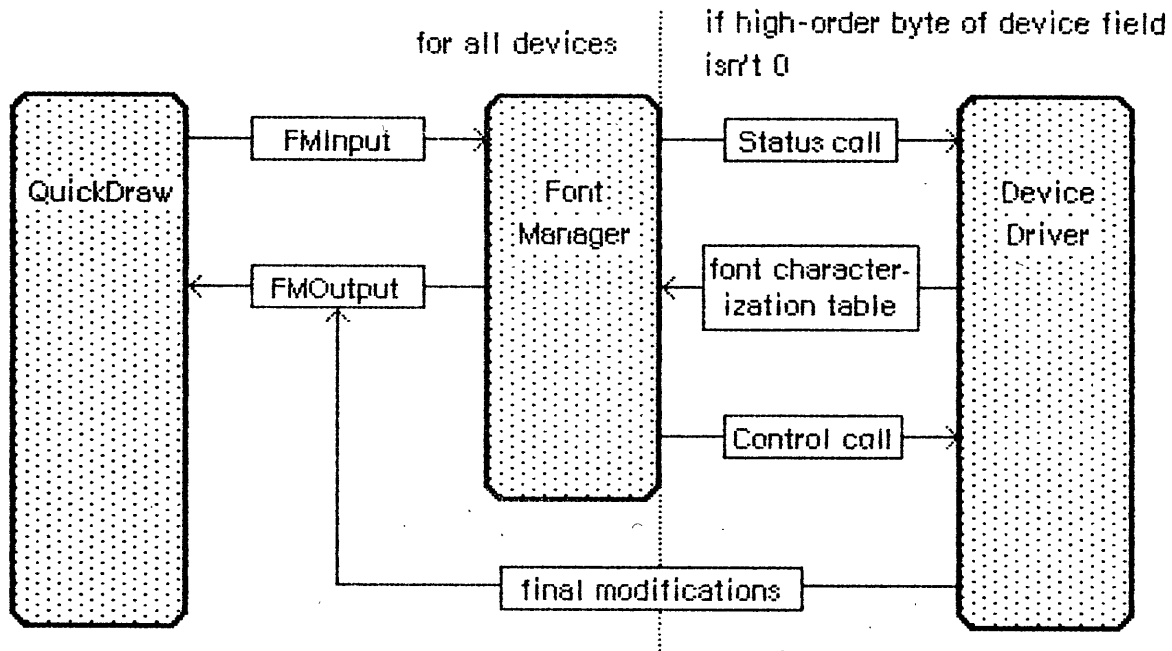 for all devices
if high-order byte of device field
isn't 0
FMInput
Status call
QuickDraw
Font
Manager
Device
Driver
FMOutput
font character-
ization table
Control call
final modifications